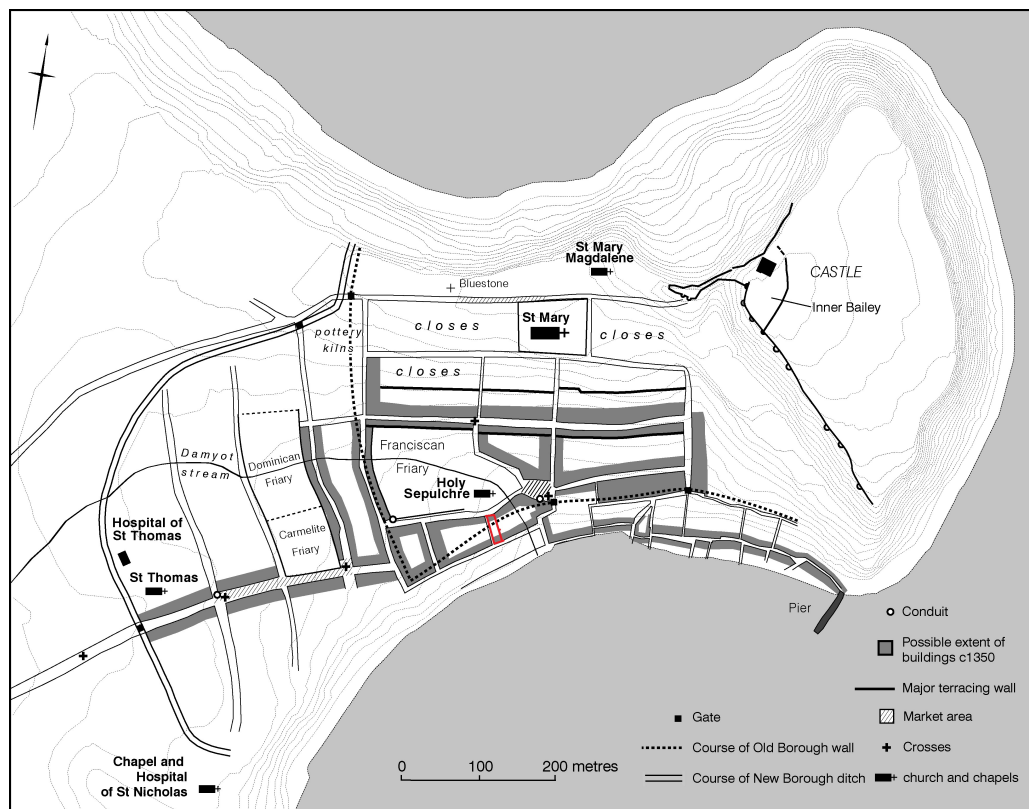 St Mary
Magdalene
Bluestone
CASTLE
Inner Bailey
closes
St Mary
closes
pottery
kilns
closes
Franciscan
Friary
Damyot
stream
Dominican
Friary
Holy
Sepulchre
Hospital of
St Thomas
Carmelite
Friary
St Thomas
Pier
Conduit
Possible extent of
buildings c1350
Major terracing wall
Gate
Market area
Course of Old Borough wall
Crosses
Chapel and
Hospital
of St Nicholas
0 100 200 metres
Course of New Borough ditch
church and chapels